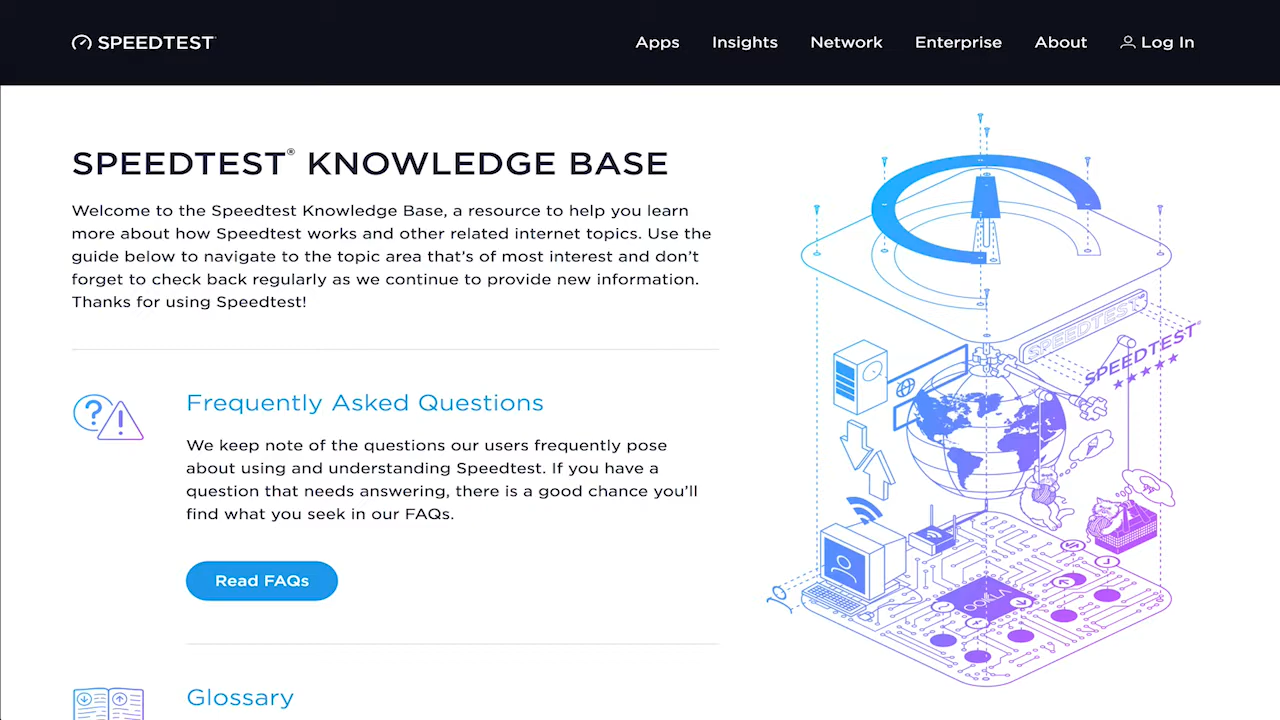 SPEEDTEST
Apps Insights Network Enterprise About Log In
SPEEDTEST® KNOWLEDGE BASE
Welcome to the Speedtest Knowledge Base, a resource to help you learn
more about how Speedtest works and other related internet topics. Use the
guide below to navigate to the topic area that’s of most interest and don’t
forget to check back regularly as we continue to provide new information.
Thanks for using Speedtest!
SPEEDTEST
SPEEDTEST
Frequently Asked Questions
We keep note of the questions our users frequently pose
about using and understanding Speedtest. If you have a
question that needs answering, there is a good chance you’ll
find what you seek in our FAQs.
Read FAQs
OOKLA
Glossary